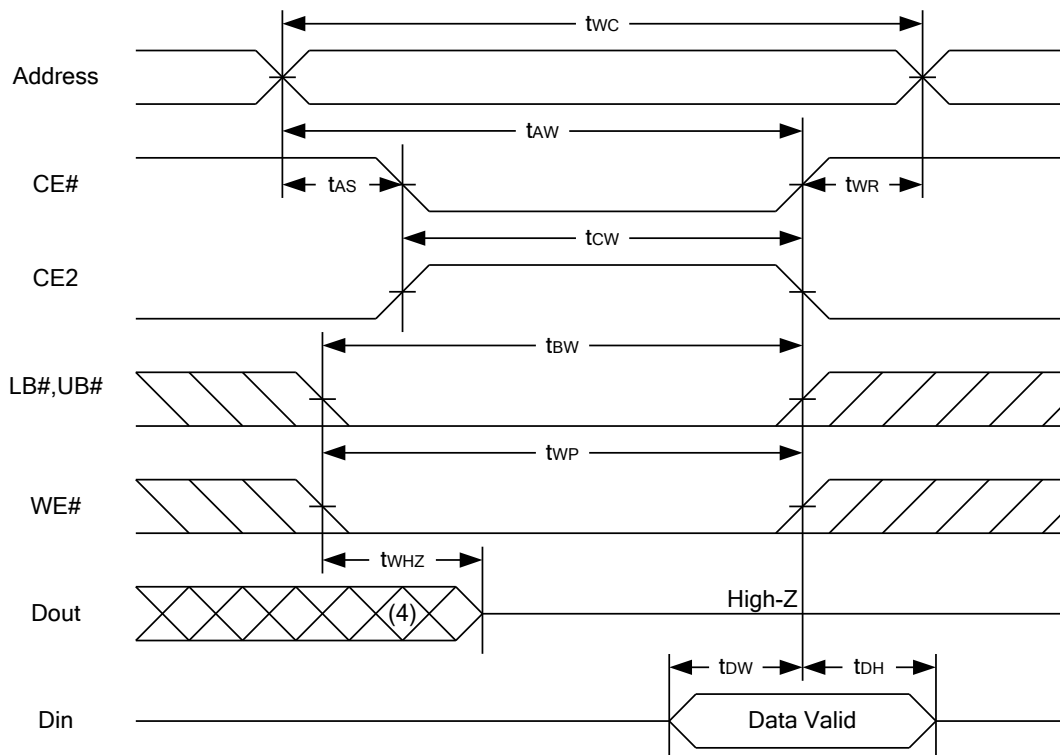 tWC
Address
tAW
CE#
tAS
tWR
tCW
CE2
tBW
LB#,UB#
tWP
WE#
tWHZ
Dout
(4)
High-Z
tDW
tDH
Din
Data Valid